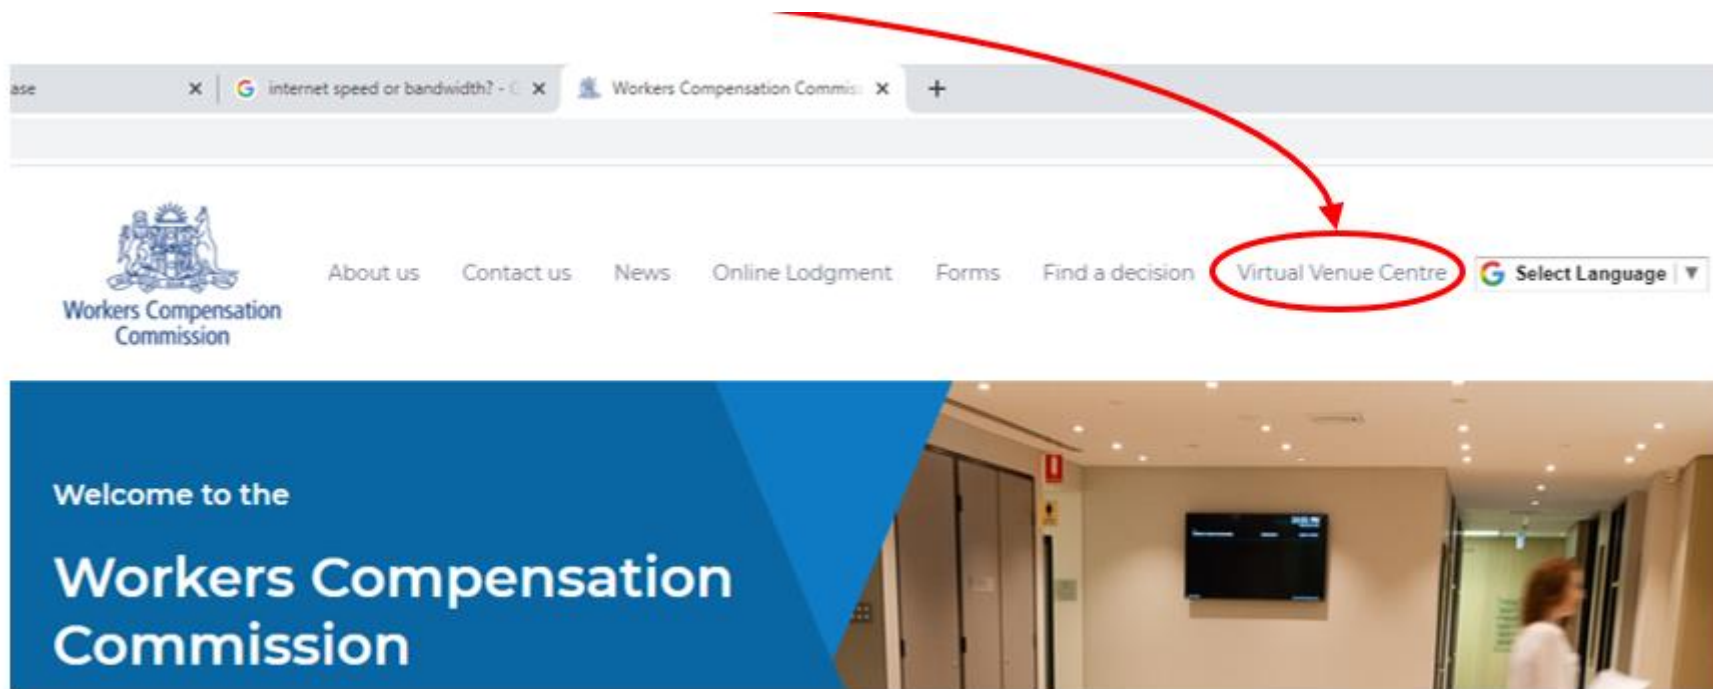 ase
internet speed or bandwidth? -
Workers Compensation Commis
About us Contact us News Online Lodgment Forms Find a decision Virtual Venue Centre Select Language
Workers Compensation
Commission
Welcome to the
Workers Compensation
Commission